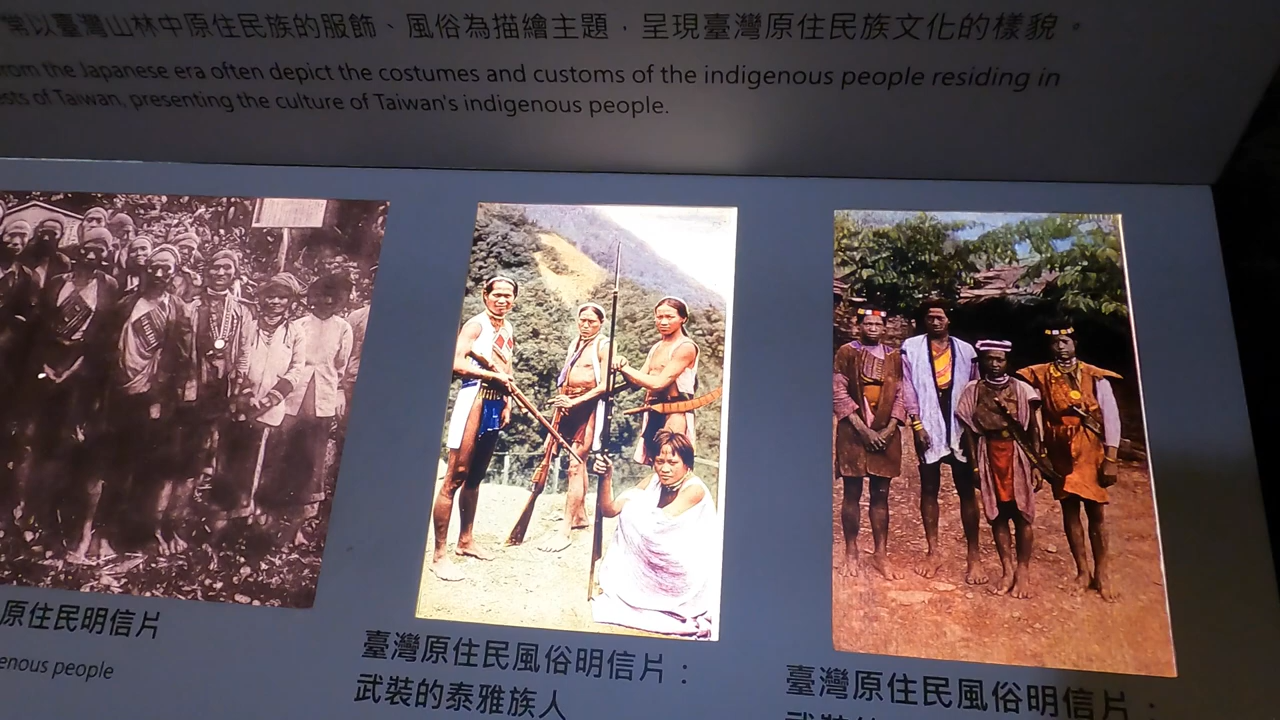 常以臺灣山林中原住民族的服飾、風俗為描繪主題，呈現臺灣原住民族文化的樣貌。
from the Japanese era often depict the costumes and customs of the indigenous people residing in
ests of Taiwan, presenting the culture of Taiwan's indigenous people.
原住民明信片
enous people
臺灣原住民風俗明信片：
武裝的泰雅族人
臺灣原住民風俗明信片：